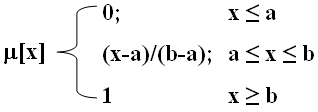 0; x ≤ a
μ[x] (x-a)/(b-a); a ≤ x ≤ b
1 x ≥ b